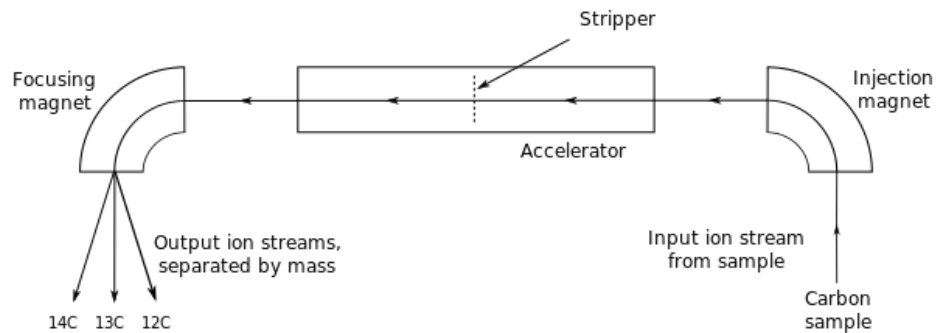 Stripper
Focusing
magnet
Injection
magnet
Accelerator
Output ion streams,
separated by mass
Input ion stream
from sample
14C 13C 12C
Carbon
sample